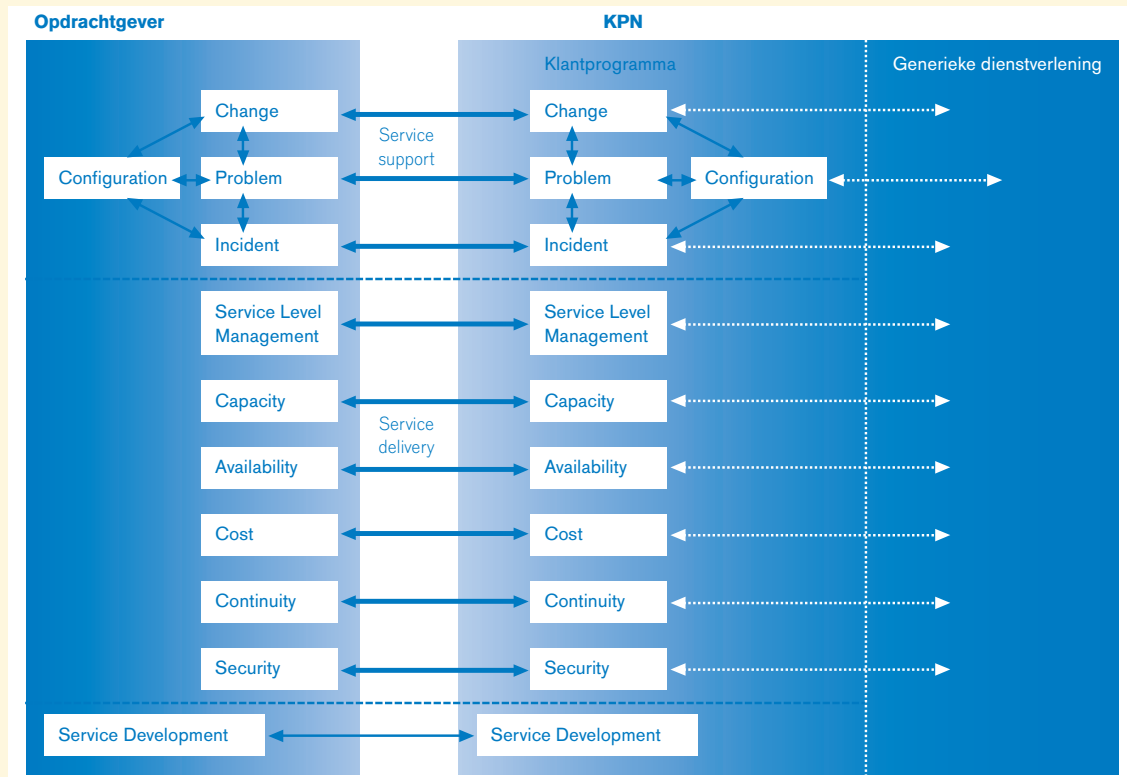 Opdrachtgever
KPN
Klantprogramma
Generieke dienstverlening
Change
Service
support
Change
Configuration
Problem
Problem
Configuration
Incident
Incident
Service Level
Management
Service Level
Management
Capacity
Capacity
Service
delivery
Availability
Availability
Cost
Cost
Continuity
Continuity
Security
Security
Service Development
Service Development